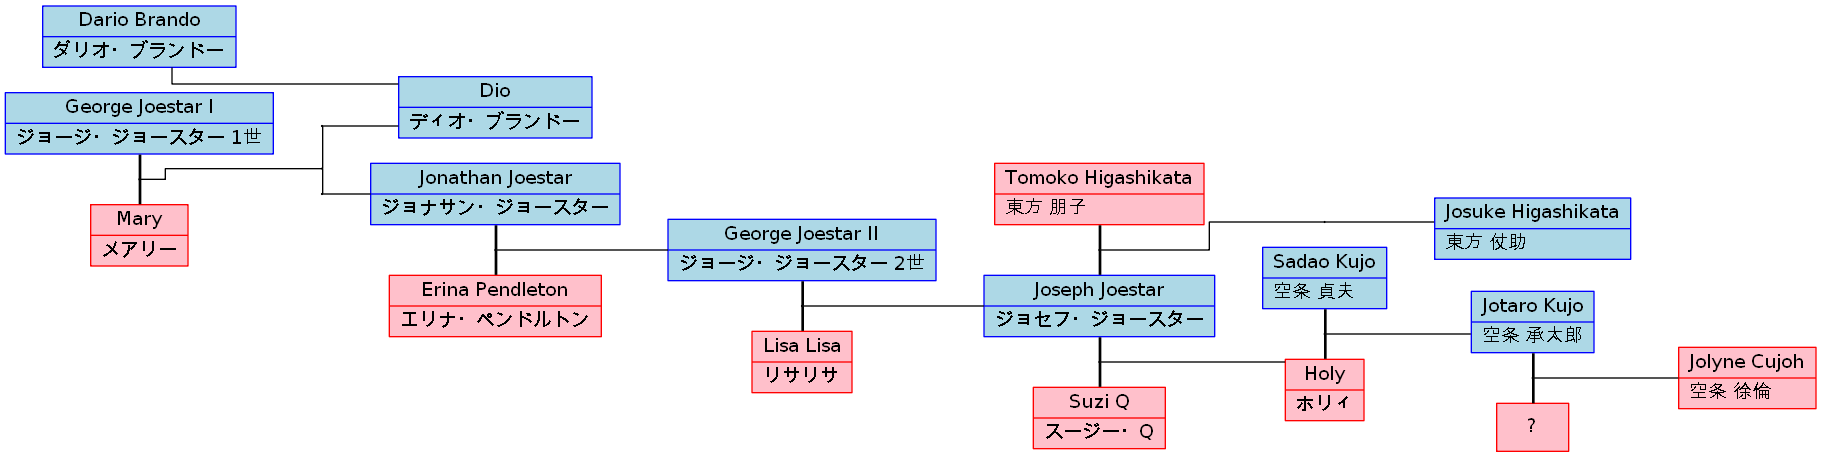 Dario Brando
ダリオ・ブランドー
George Joestar I
ジョージ・ジョースター 1世
Mary
メアリー
Dio
ディオ・ブランドー
Jonathan Joestar
ジョナサン・ジョースター
Erina Pendleton
エリナ・ペンドルトン
George Joestar II
ジョージ・ジョースター 2世
Lisa Lisa
リサリサ
Tomoko Higashikata
東方 朋子
Joseph Joestar
ジョセフ・ジョースター
Suzi Q
スージー・Q
Josuke Higashikata
東方 仗助
Sadao Kujo
空条 貞夫
Holy
ホリィ
Jotaro Kujo
空条 承太郎
?
Jolyne Cujoh
空条 徐倫